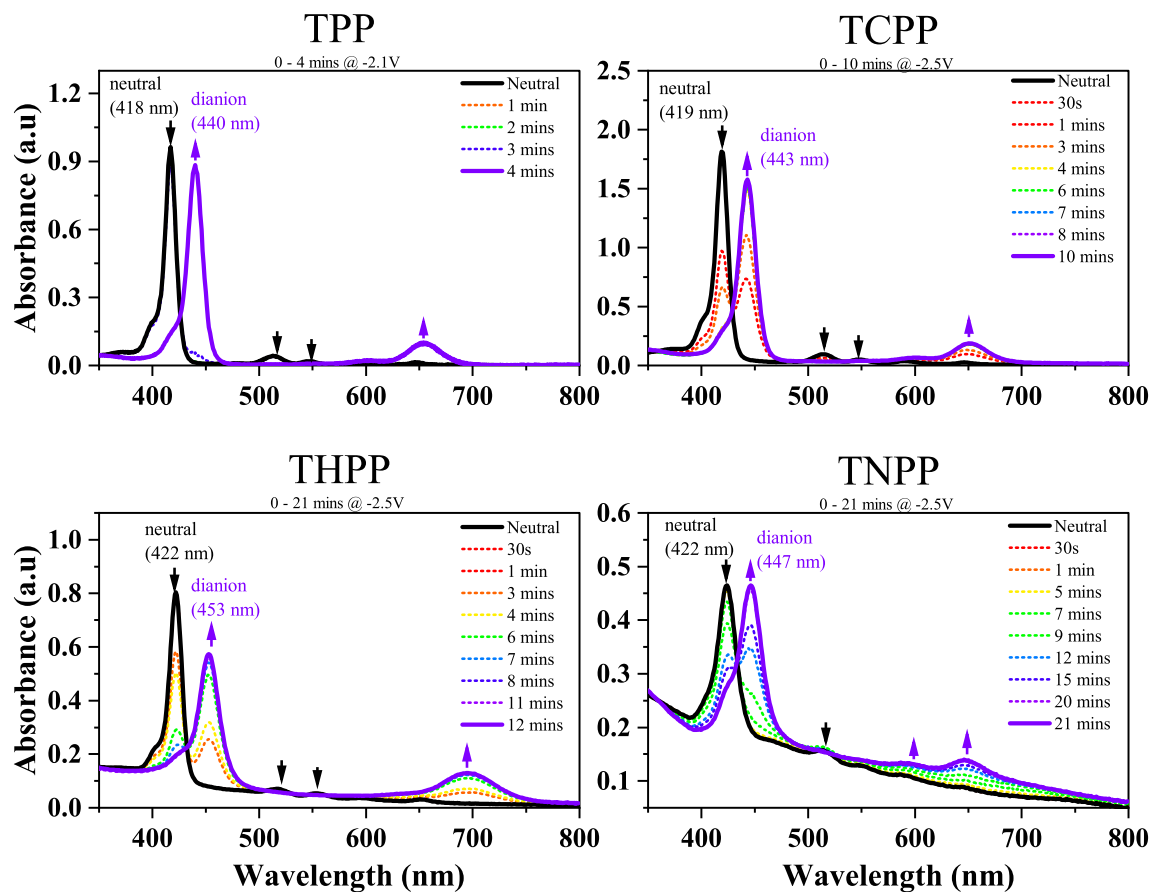 TPP
0 - 4 mins @ -2.1V
neutral
(418 nm)
dianion
(440 nm)
Neutral
1 min
2 mins
3 mins
4 mins
1.2
0.9
0.6
0.3
0.0
400 500 600 700 800
Absorbance (a.u)
TCPP
0 - 10 mins @ -2.5V
neutral
(419 nm)
dianion
(443 nm)
Neutral
30s
1 mins
3 mins
4 mins
6 mins
7 mins
8 mins
10 mins
2.5
2.0
1.5
1.0
0.5
0.0
400 500 600 700 800
THPP
0 - 21 mins @ -2.5V
neutral
(422 nm)
dianion
(453 nm)
Neutral
30s
1 min
3 mins
4 mins
6 mins
7 mins
8 mins
11 mins
12 mins
1.0
0.8
0.6
0.4
0.2
0.0
400 500 600 700 800
Absorbance (a.u)
Wavelength (nm)
TNPP
0 - 21 mins @ -2.5V
neutral
(422 nm)
dianion
(447 nm)
Neutral
30s
1 min
5 mins
7 mins
9 mins
12 mins
15 mins
20 mins
21 mins
0.6
0.5
0.4
0.3
0.2
0.1
400 500 600 700 800
Wavelength (nm)